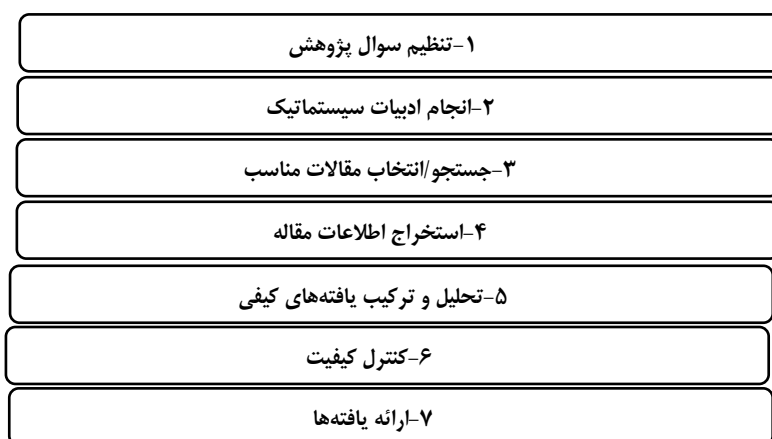 ۱-تنظیم سوال پژوهش
۲-انجام ادبیات سیستماتیک
۳-جستجو/انتخاب مقالات مناسب
۴-استخراج اطلاعات مقاله
۵-تحلیل و ترکیب یافته‌های کیفی
۶-کنترل کیفیت
۷-ارائه یافته‌ها